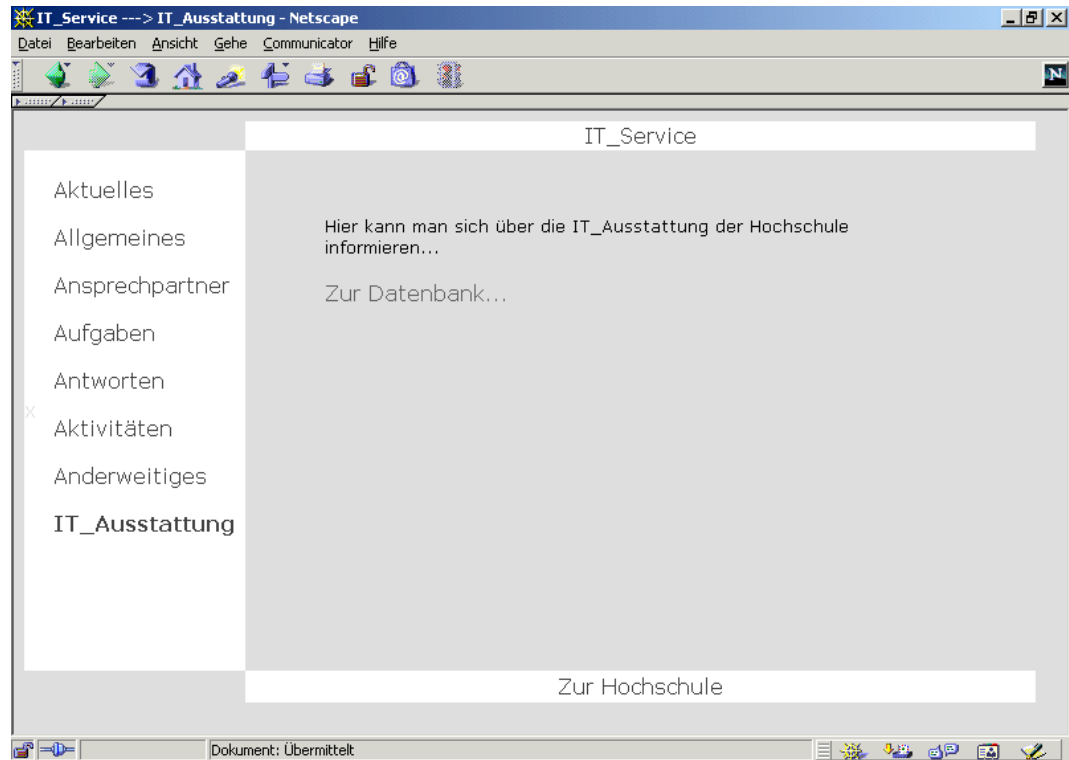 IT_Service ---> IT_Ausstattung - Netscape
Datei Bearbeiten Ansicht Gehe Communicator Hilfe
N
IT_Service
Aktuelles
Allgemeines
Ansprechpartner
Aufgaben
Antworten
x
Aktivitäten
Anderweitiges
IT_Ausstattung
Hier kann man sich über die IT_Ausstattung der Hochschule
informieren...
Zur Datenbank...
Zur Hochschule
Dokument: Übermittelt